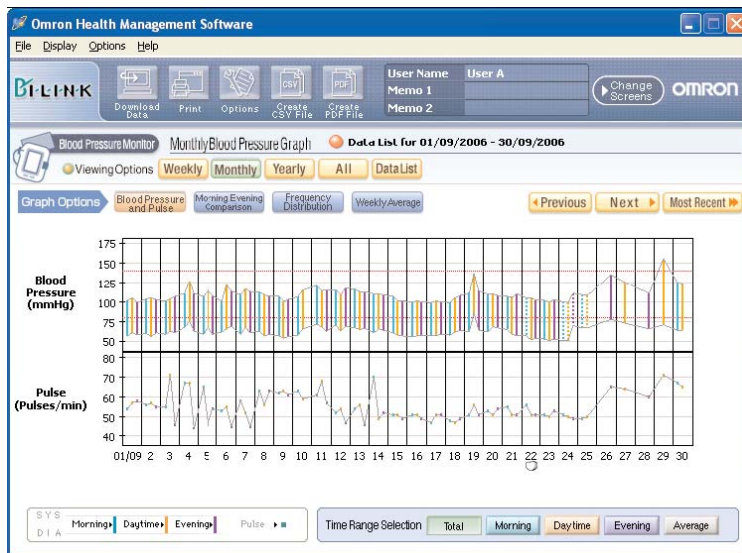 Omron Health Management Software
File Display Options Help
Bi-LINK
Download Data
Print
Options
Create CSV File
Create PDF File
User Name User A
Memo 1
Memo 2
Change Screens
OMRON
Blood Pressure Monitor
Monthly Blood Pressure Graph
Data List for 01/09/2006 - 30/09/2006
Viewing Options
Weekly
Monthly
Yearly
All
Data List
Graph Options
Blood Pressure and Pulse
Morning Evening Comparison
Frequency Distribution
Weekly Average
Previous
Next
Most Recent
Blood Pressure (mmHg)
175
150
125
100
75
50
Pulse (Pulses/min)
80
70
60
50
40
01/09 2 3 4 5 6 7 8 9 10 11 12 13 14 15 16 17 18 19 20 21 22 23 24 25 26 27 28 29 30
SYS
Morning Daytime Evening Pulse
DIA
Time Range Selection
Total
Morning
Daytime
Evening
Average